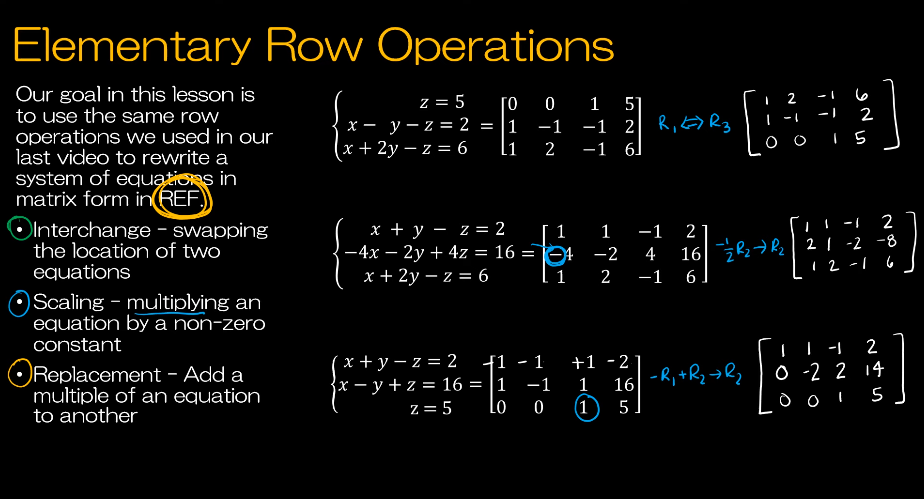 Elementary Row Operations
Our goal in this lesson is
to use the same row
operations we used in our
last video to rewrite a
system of equations in
matrix form in REF.
• Interchange – swapping
the location of two
equations
• Scaling – multiplying an
equation by a non-zero
constant
• Replacement – Add a
multiple of an equation
to another
z = 5 0 0 1 5 1 2 -1 6
{ x − y − z = 2 = [ 1 −1 −1 2 ] R₁ ⇔ R₃ [ 1 -1 -1 2 ]
x + 2y − z = 6 1 2 −1 6 0 0 1 5
x + y − z = 2 1 1 −1 2 1 1 -1 2
{ −4x − 2y + 4z = 16 = [ −4 −2 4 16 ] -½R₂ → R₂ [ 2 1 -2 -8 ]
x + 2y − z = 6 1 2 −1 6 1 2 -1 6
x + y − z = 2 −1 − 1 +1 − 2 1 1 -1 2
{ x − y + z = 16 = [ 1 −1 1 16 ] -R₁ + R₂ → R₂ [ 0 -2 2 14 ]
z = 5 0 0 1 5 0 0 1 5